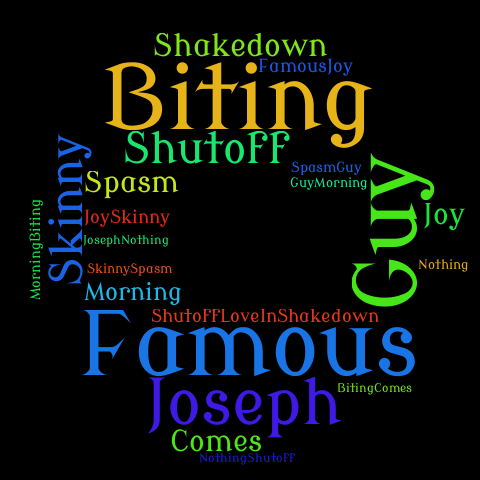 Shakedown
FamousJoy
Biting
Shutoff
SpasmGuy
Spasm
GuyMorning
Skinny
Guy
JoySkinny
Joy
MorningBiting
JosephNothing
Nothing
SkinnySpasm
Morning
ShutoffLoveInShakedown
Famous
BitingComes
Joseph
Comes
NothingShutoff